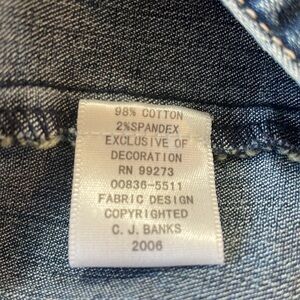 98% COTTON
2%SPANDEX
EXCLUSIVE OF
DECORATION
RN 99273
00836-5511
FABRIC DESIGN
COPYRIGHTED
C. J. BANKS
2006